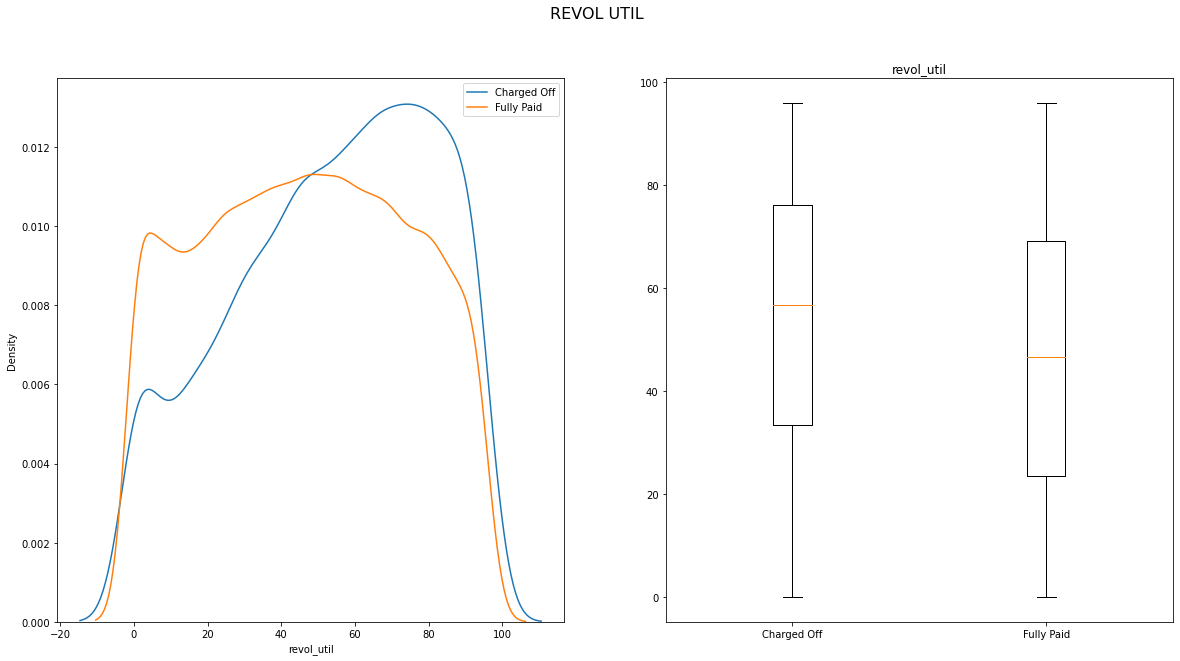 REVOL UTIL
Charged Off
Fully Paid
Density
0.012
0.010
0.008
0.006
0.004
0.002
0.000
−20
0
20
40
60
80
100
revol_util
revol_util
100
80
60
40
20
0
Charged Off
Fully Paid